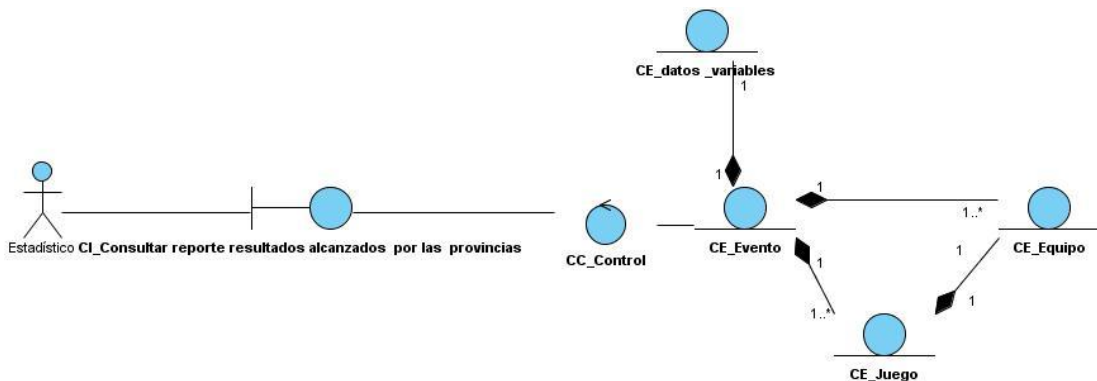 CE_datos _variables
1
1
1
1..*
Estadístico
CI_Consultar reporte resultados alcanzados por las provincias
CC_Control
CE_Evento
CE_Equipo
1
1
1..*
1
CE_Juego